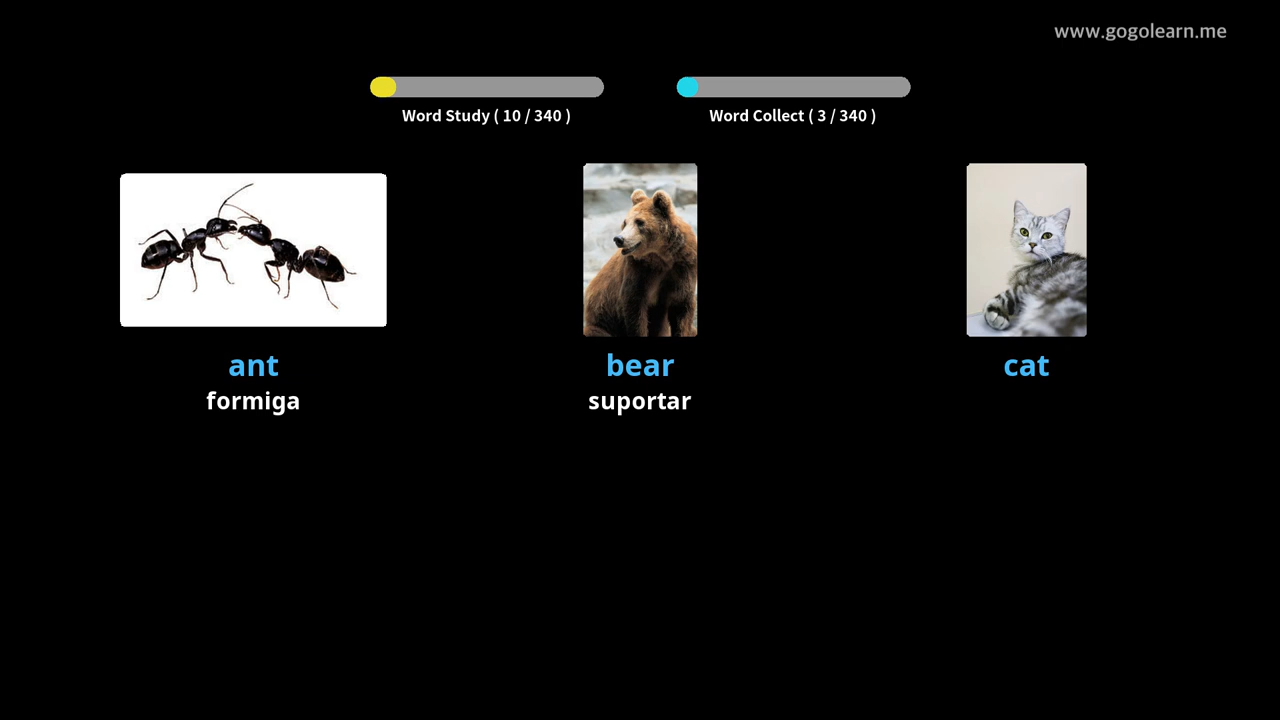 www.gogolearn.me
Word Study ( 10 / 340 )
Word Collect ( 3 / 340 )
ant
bear
cat
formiga
suportar